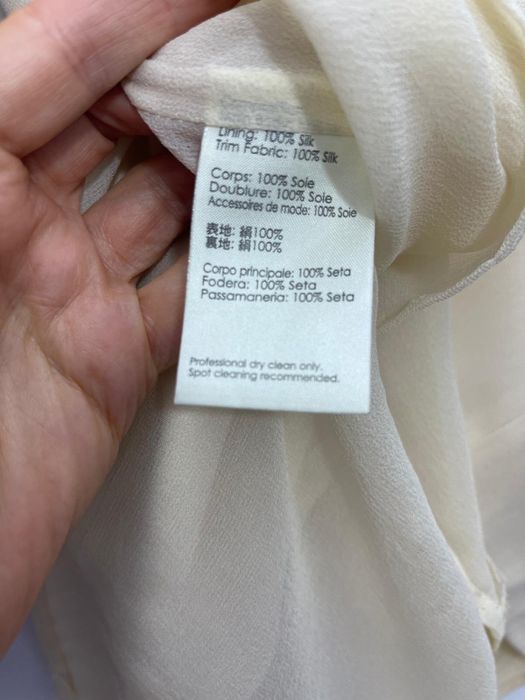 Lining: 100% Silk
Trim Fabric: 100% Silk
Corps: 100% Soie
Doublure: 100% Soie
Accessoires de mode: 100% Soie
表地: 絹100%
裏地: 絹100%
Corpo principale: 100% Seta
Fodera: 100% Seta
Passamaneria: 100% Seta
Professional dry clean only.
Spot cleaning recommended.